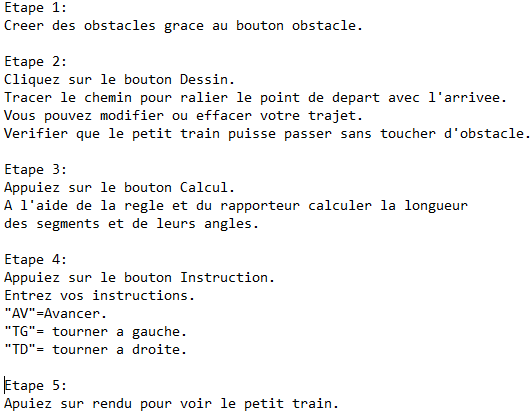 Etape 1:
Creer des obstacles grace au bouton obstacle.
Etape 2:
Cliquez sur le bouton Dessin.
Tracer le chemin pour ralier le point de depart avec l'arrivee.
Vous pouvez modifier ou effacer votre trajet.
Verifier que le petit train puisse passer sans toucher d'obstacle.
Etape 3:
Appuiez sur le bouton Calcul.
A l'aide de la regle et du rapporteur calculer la longueur
des segments et de leurs angles.
Etape 4:
Appuiez sur le bouton Instruction.
Entrez vos instructions.
"AV"=Avancer.
"TG"= tourner a gauche.
"TD"= tourner a droite.
Etape 5:
Apuiez sur rendu pour voir le petit train.